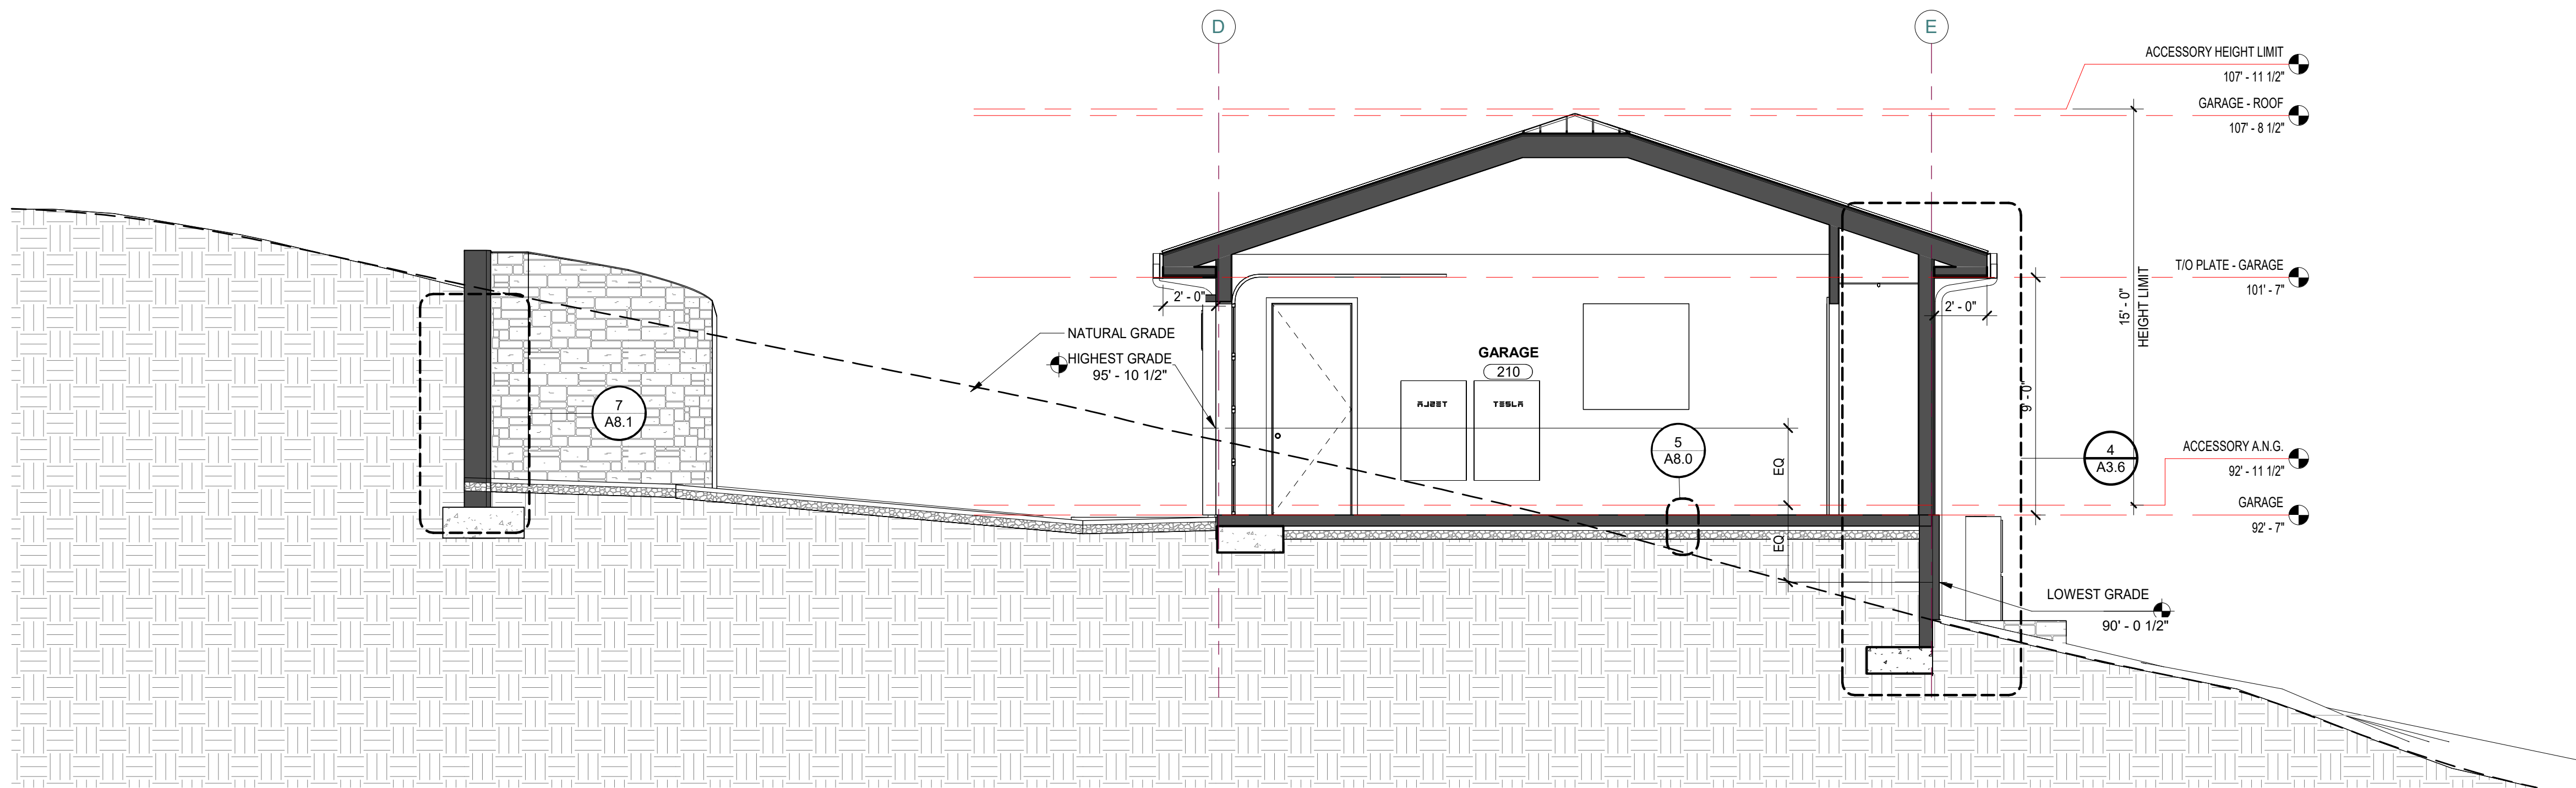 D
E
ACCESSORY HEIGHT LIMIT
107' - 11 1/2"
GARAGE - ROOF
107' - 8 1/2"
T/O PLATE - GARAGE
101' - 7"
15' - 0"
HEIGHT LIMIT
2' - 0"
2' - 0"
NATURAL GRADE
HIGHEST GRADE
95' - 10 1/2"
GARAGE
210
TESLA
TESLA
9' - 0"
7
A8.1
5
A8.0
4
A3.6
EQ
EQ
ACCESSORY A.N.G.
92' - 11 1/2"
GARAGE
92' - 7"
LOWEST GRADE
90' - 0 1/2"